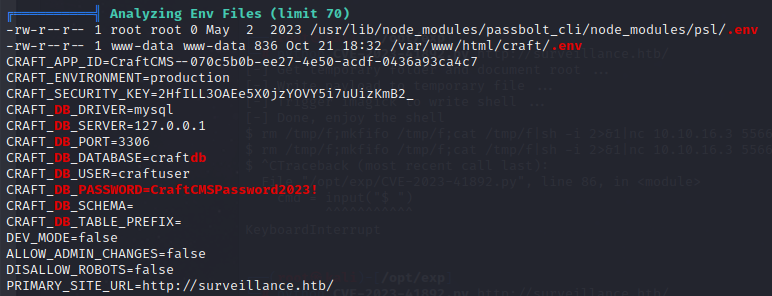 ╔══════════╣ Analyzing Env Files (limit 70)
-rw-r--r-- 1 root root 0 May  2  2023 /usr/lib/node_modules/passbolt_cli/node_modules/psl/.env
-rw-r--r-- 1 www-data www-data 836 Oct 21 18:32 /var/www/html/craft/.env
CRAFT_APP_ID=CraftCMS--070c5b0b-ee27-4e50-acdf-0436a93ca4c7
CRAFT_ENVIRONMENT=production
CRAFT_SECURITY_KEY=2HfILL3OAEe5X0jzYOVY5i7uUizKmB2_
CRAFT_DB_DRIVER=mysql
CRAFT_DB_SERVER=127.0.0.1
CRAFT_DB_PORT=3306
CRAFT_DB_DATABASE=craftdb
CRAFT_DB_USER=craftuser
CRAFT_DB_PASSWORD=CraftCMSPassword2023!
CRAFT_DB_SCHEMA=
CRAFT_DB_TABLE_PREFIX=
DEV_MODE=false
ALLOW_ADMIN_CHANGES=false
DISALLOW_ROBOTS=false
PRIMARY_SITE_URL=http://surveillance.htb/